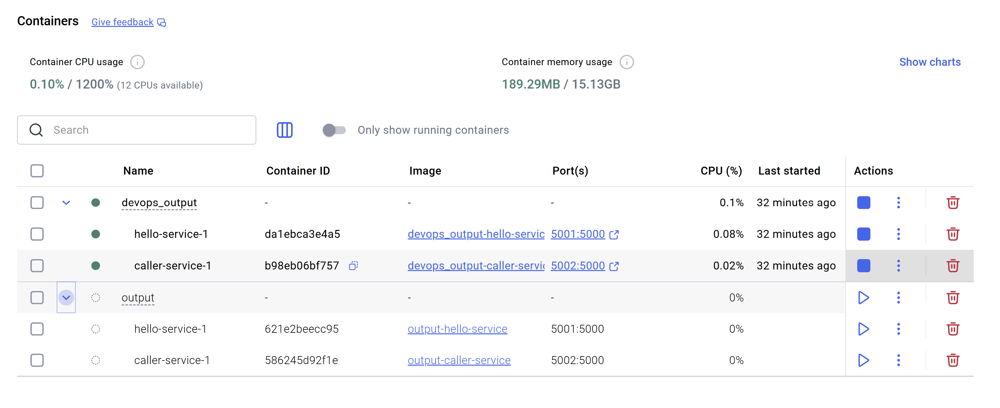 Containers Give feedback
Container CPU usage Container memory usage Show charts
0.10% / 1200% (12 CPUs available) 189.29MB / 15.13GB
Search Only show running containers
Name Container ID Image Port(s) CPU (%) Last started Actions
devops_output - - - 0.1% 32 minutes ago
hello-service-1 da1ebca3e4a5 devops_output-hello-servic 5001:5000 0.08% 32 minutes ago
caller-service-1 b98eb06bf757 devops_output-caller-servic 5002:5000 0.02% 32 minutes ago
output - - - 0%
hello-service-1 621e2beecc95 output-hello-service 5001:5000 0%
caller-service-1 586245d92f1e output-caller-service 5002:5000 0%